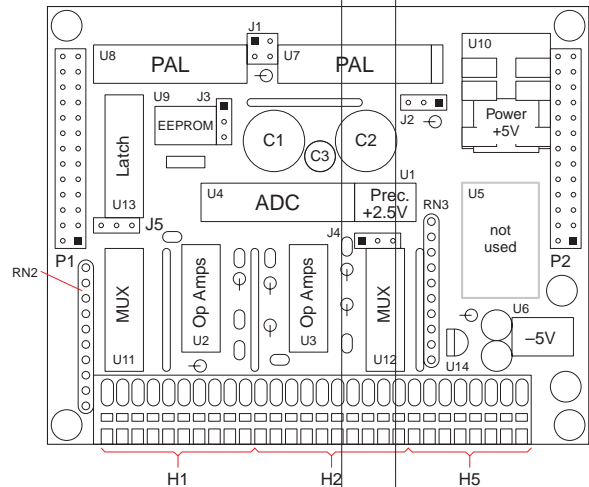 J1
U8
PAL
U7
PAL
U10
U9
J3
EEPROM
J2
Power
+5V
Latch
C1
C3
C2
U1
U4
ADC
Prec.
+2.5V
RN3
U5
not
used
U13
J5
J4
P1
P2
RN2
MUX
Op Amps
Op Amps
MUX
U2
U3
U11
U12
U14
U6
–5V
H1
H2
H5